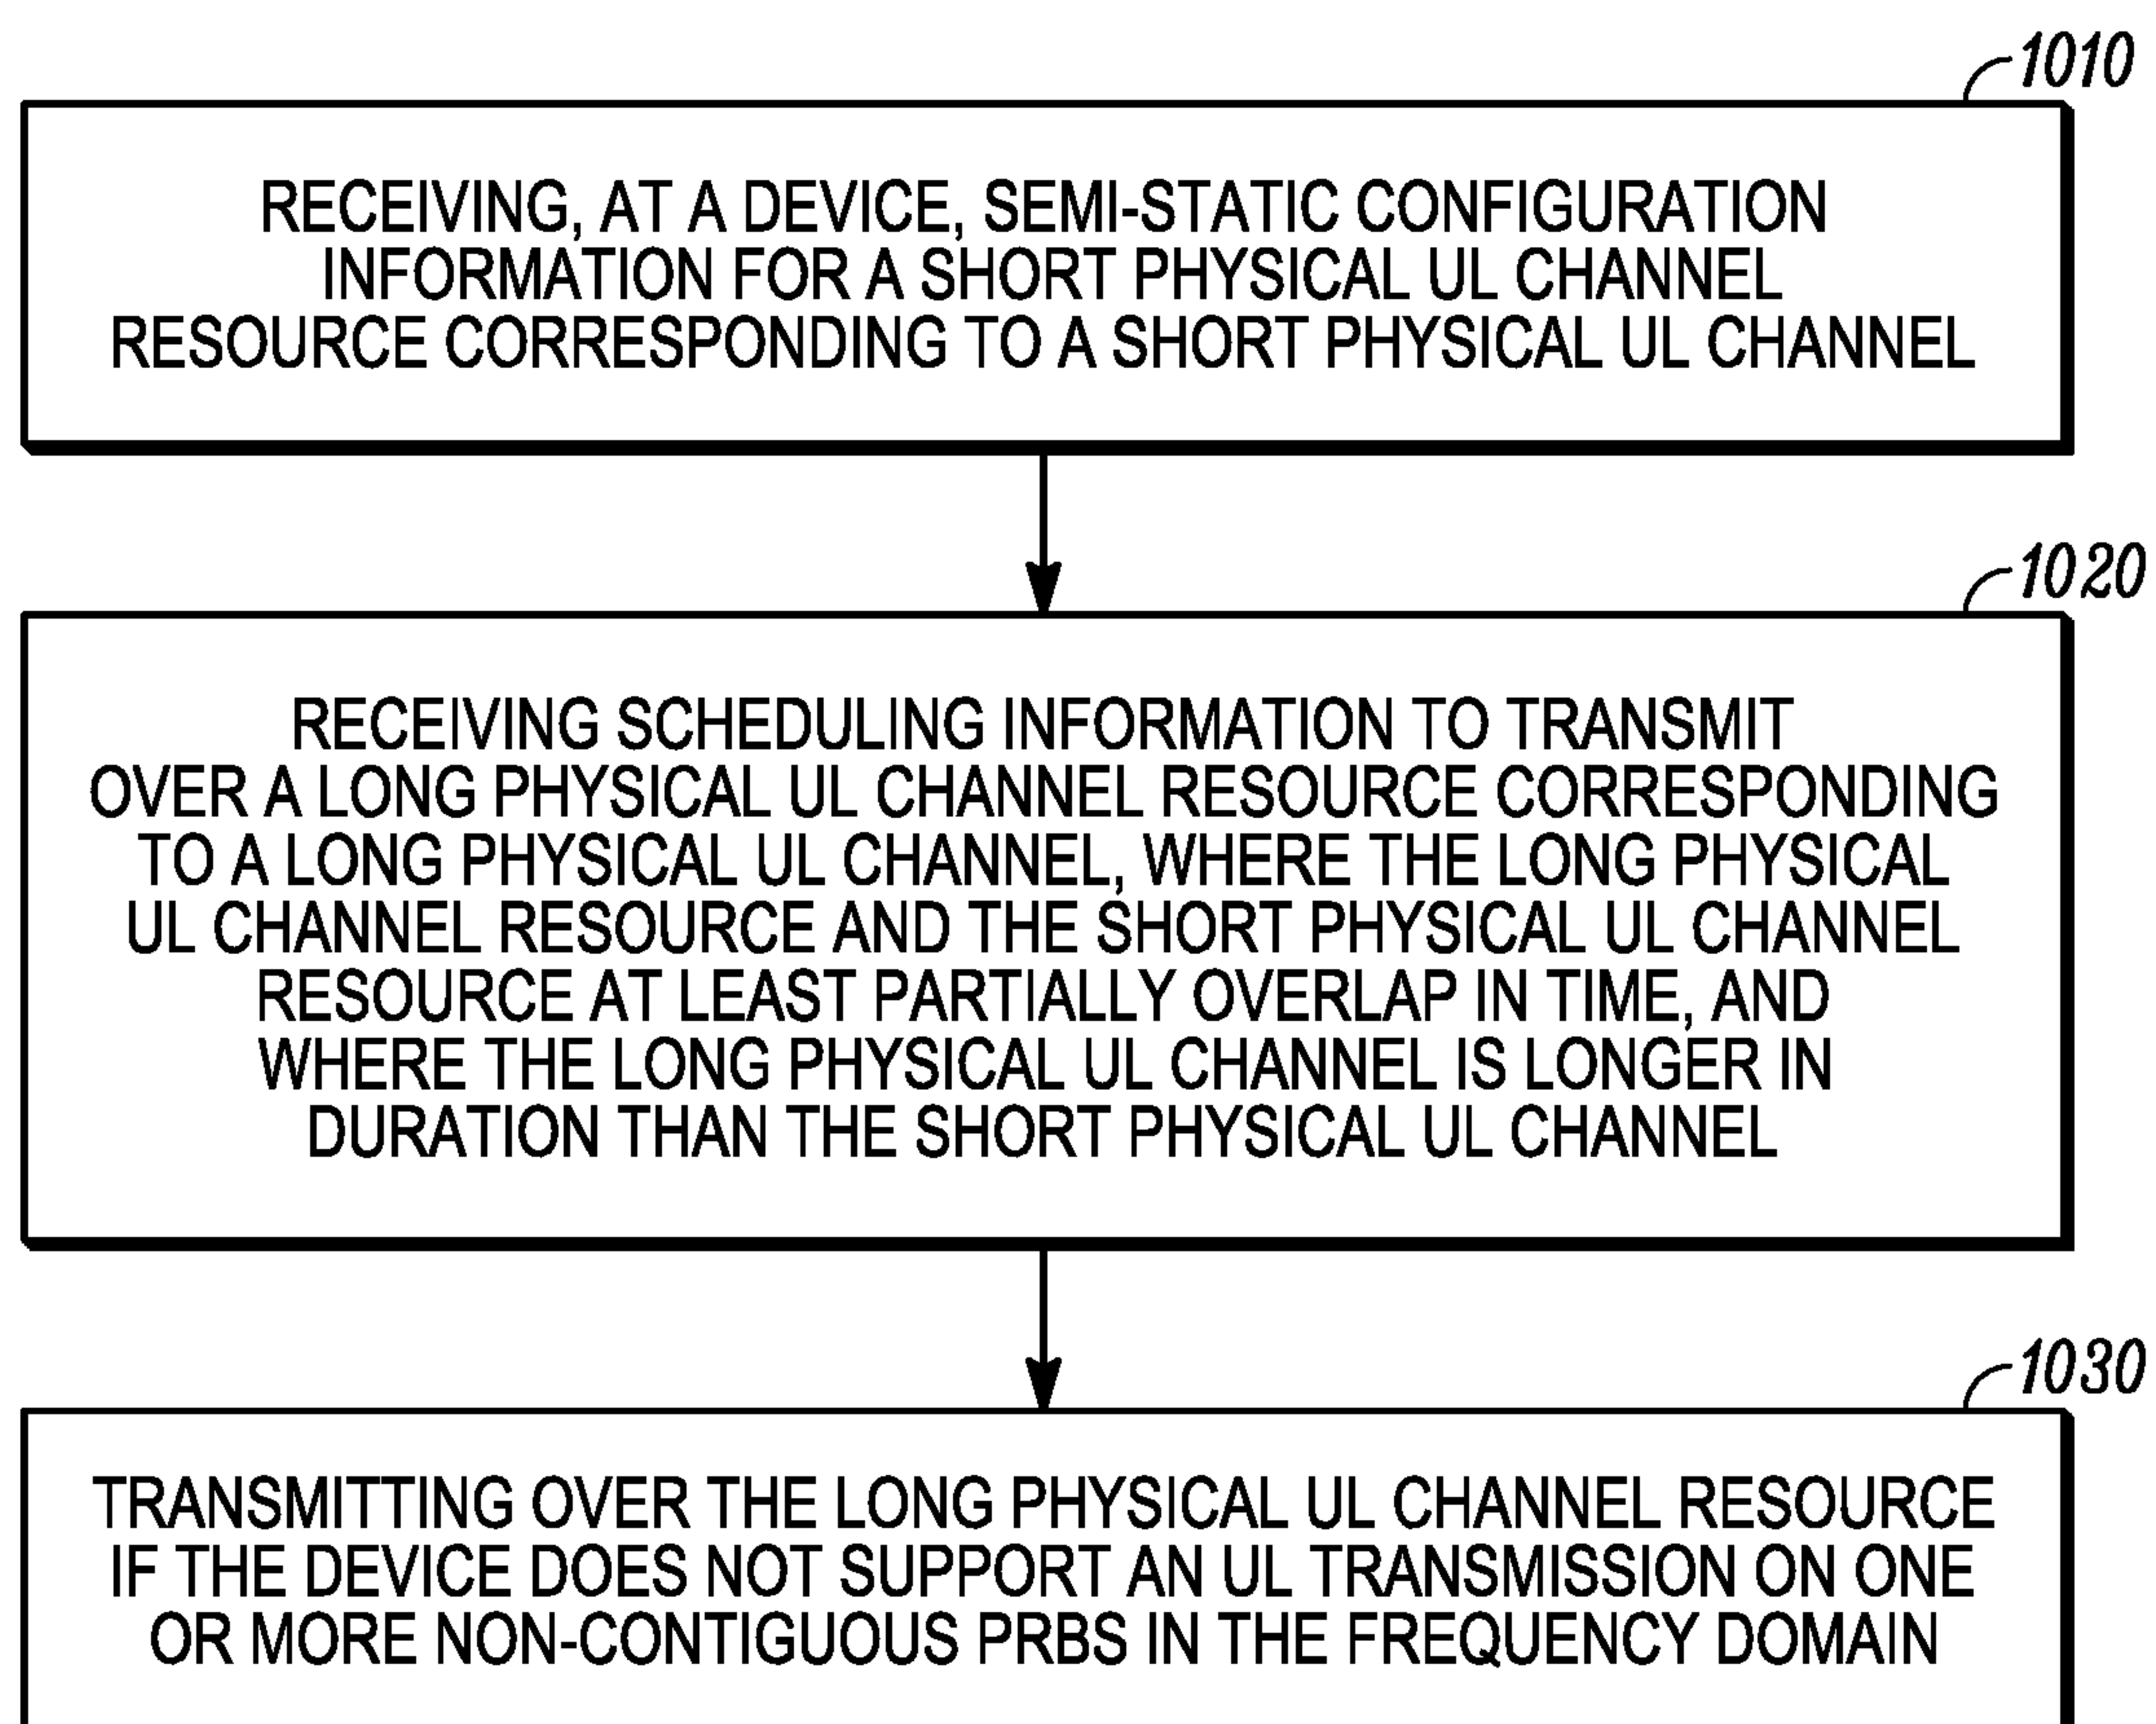 1010
RECEIVING, AT A DEVICE, SEMI-STATIC CONFIGURATION
INFORMATION FOR A SHORT PHYSICAL UL CHANNEL
RESOURCE CORRESPONDING TO A SHORT PHYSICAL UL CHANNEL
1020
RECEIVING SCHEDULING INFORMATION TO TRANSMIT
OVER A LONG PHYSICAL UL CHANNEL RESOURCE CORRESPONDING
TO A LONG PHYSICAL UL CHANNEL, WHERE THE LONG PHYSICAL
UL CHANNEL RESOURCE AND THE SHORT PHYSICAL UL CHANNEL
RESOURCE AT LEAST PARTIALLY OVERLAP IN TIME, AND
WHERE THE LONG PHYSICAL UL CHANNEL IS LONGER IN
DURATION THAN THE SHORT PHYSICAL UL CHANNEL
1030
TRANSMITTING OVER THE LONG PHYSICAL UL CHANNEL RESOURCE
IF THE DEVICE DOES NOT SUPPORT AN UL TRANSMISSION ON ONE
OR MORE NON-CONTIGUOUS PRBS IN THE FREQUENCY DOMAIN